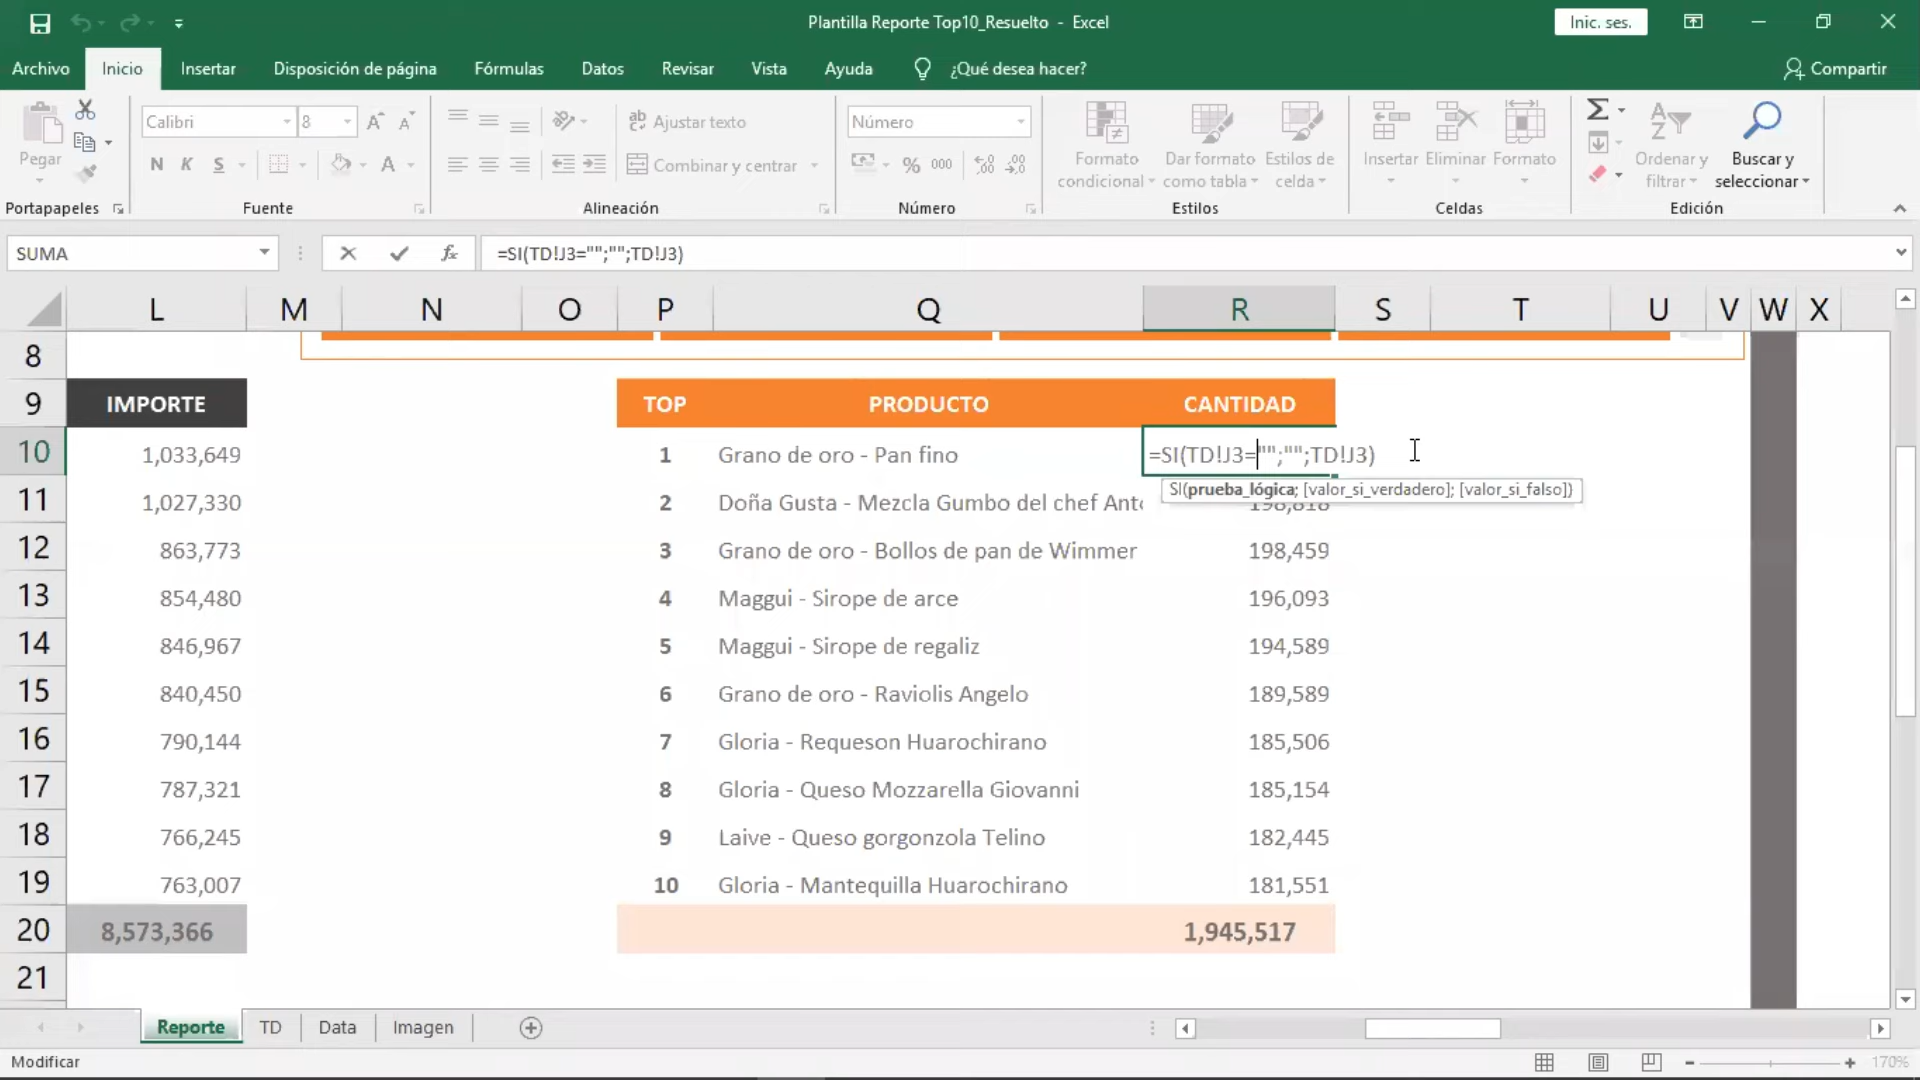 Plantilla Reporte Top10_Resuelto - Excel
Inic. ses.
Archivo Inicio Insertar Disposición de página Fórmulas Datos Revisar Vista Ayuda ¿Qué desea hacer? Compartir
Pegar
Calibri 8
N K S A
Ajustar texto
Combinar y centrar
Número
% 000
Formato condicional
Dar formato como tabla
Estilos de celda
Insertar
Eliminar
Formato
Ordenar y filtrar
Buscar y seleccionar
Portapapeles Fuente Alineación Número Estilos Celdas Edición
SUMA fx =SI(TD!J3="";"";TD!J3)
L M N O P Q R S T U V W X
8
9 IMPORTE TOP PRODUCTO CANTIDAD
10 1,033,649 1 Grano de oro - Pan fino =SI(TD!J3="";"";TD!J3)
SI(prueba_lógica; [valor_si_verdadero]; [valor_si_falso])
11 1,027,330 2 Doña Gusta - Mezcla Gumbo del chef Ant 198,818
12 863,773 3 Grano de oro - Bollos de pan de Wimmer 198,459
13 854,480 4 Maggui - Sirope de arce 196,093
14 846,967 5 Maggui - Sirope de regaliz 194,589
15 840,450 6 Grano de oro - Raviolis Angelo 189,589
16 790,144 7 Gloria - Requeson Huarochirano 185,506
17 787,321 8 Gloria - Queso Mozzarella Giovanni 185,154
18 766,245 9 Laive - Queso gorgonzola Telino 182,445
19 763,007 10 Gloria - Mantequilla Huarochirano 181,551
20 8,573,366 1,945,517
21
Reporte TD Data Imagen
Modificar 170%